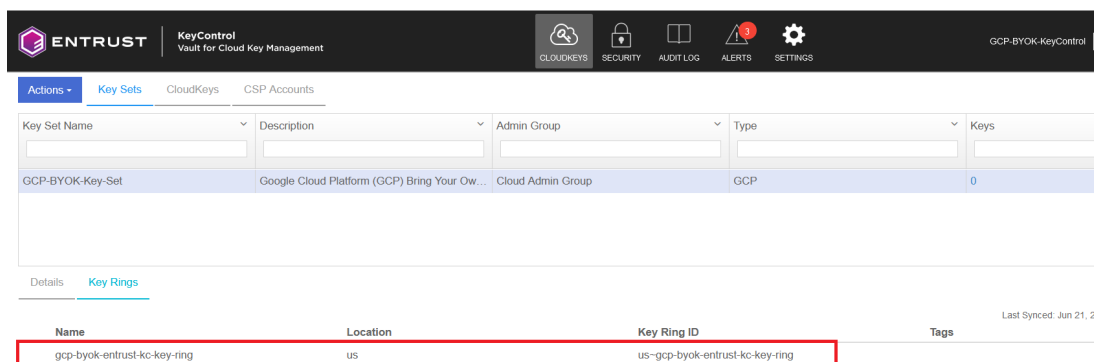 ENTRUST
KeyControl
Vault for Cloud Key Management
CLOUDKEYS SECURITY AUDIT LOG ALERTS SETTINGS
3
GCP-BYOK-KeyControl
Actions Key Sets CloudKeys CSP Accounts
Key Set Name Description Admin Group Type Keys
GCP-BYOK-Key-Set Google Cloud Platform (GCP) Bring Your Ow... Cloud Admin Group GCP 0
Details Key Rings
Last Synced: Jun 21, 2
Name Location Key Ring ID Tags
gcp-byok-entrust-kc-key-ring us us~gcp-byok-entrust-kc-key-ring